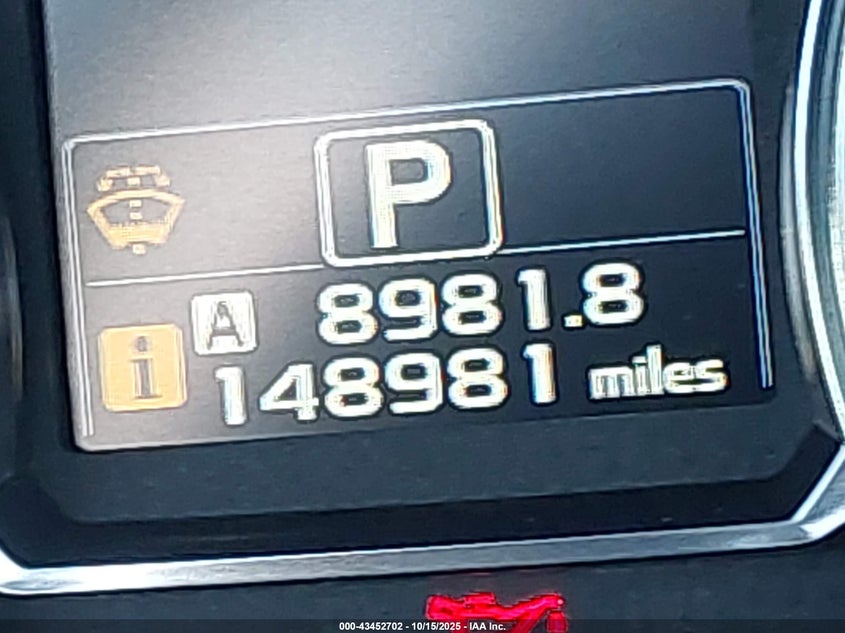 P
A 8981.8
i 148981 miles
000-43452702 - 10/15/2025 - IAA Inc.